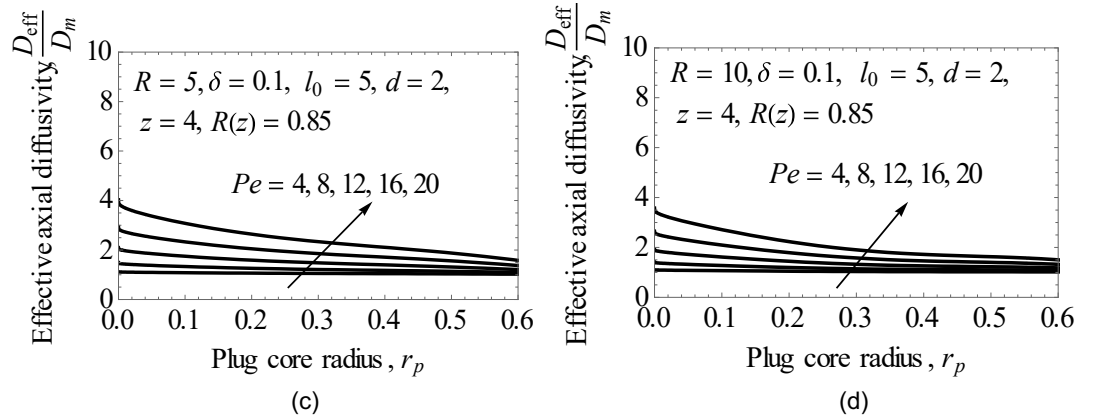 Effective axial diffusivity, D_eff/D_m
10
8
6
4
2
0
R = 5, δ = 0.1, l₀ = 5, d = 2,
z = 4, R(z) = 0.85
Pe = 4, 8, 12, 16, 20
0.0 0.1 0.2 0.3 0.4 0.5 0.6
Plug core radius , r_p
(c)
Effective axial diffusivity, D_eff/D_m
10
8
6
4
2
0
R = 10, δ = 0.1, l₀ = 5, d = 2,
z = 4, R(z) = 0.85
Pe = 4, 8, 12, 16, 20
0.0 0.1 0.2 0.3 0.4 0.5 0.6
Plug core radius , r_p
(d)